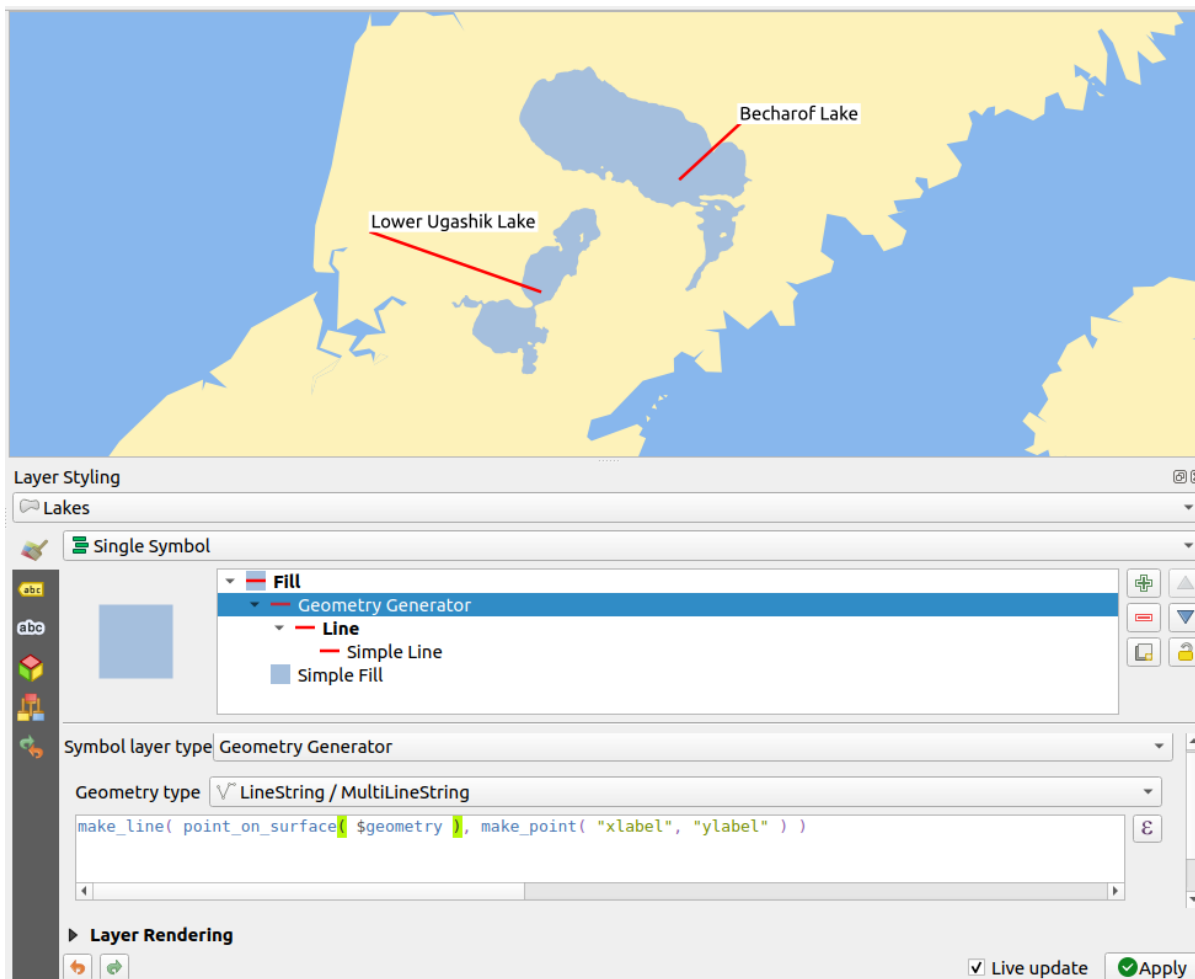 Becharof Lake
Lower Ugashik Lake
Layer Styling
Lakes
Single Symbol
abc
abc
Fill
Geometry Generator
Line
Simple Line
Simple Fill
Symbol layer type Geometry Generator
Geometry type LineString / MultiLineString
make_line( point_on_surface( $geometry ), make_point( "xlabel", "ylabel" ) )
ε
Layer Rendering
Live update Apply